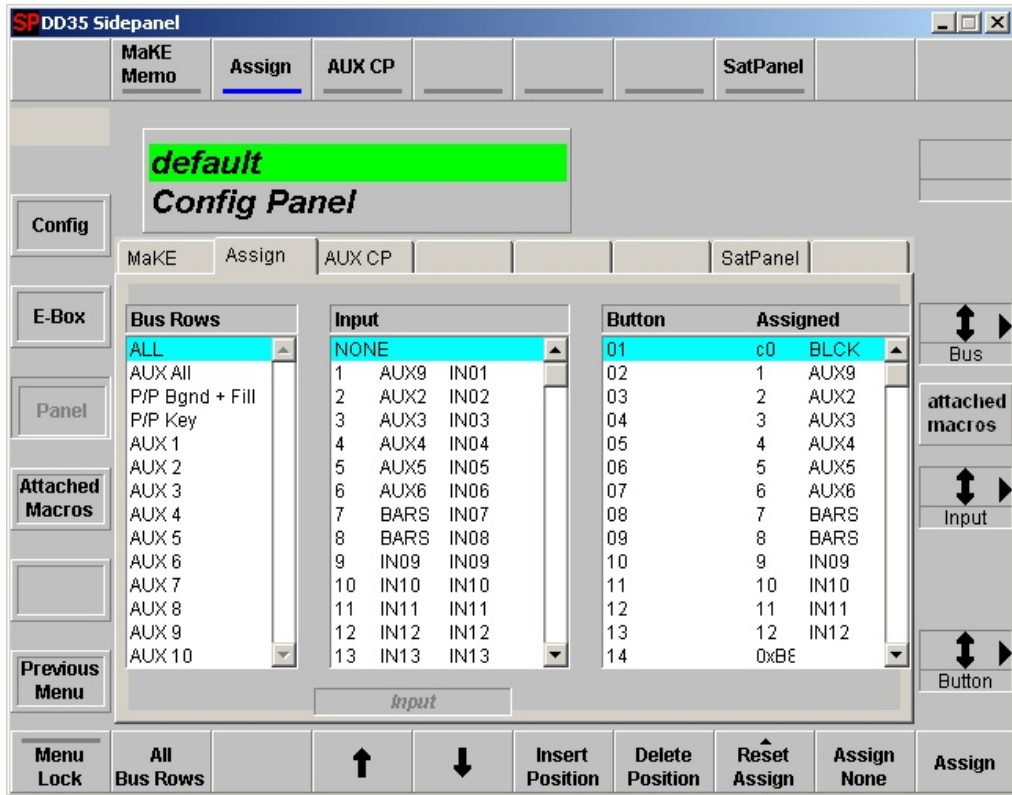 SP DD35 Sidepanel
MaKE Memo
Assign
AUX CP
SatPanel
default
Config Panel
Config
E-Box
Panel
Attached Macros
Previous Menu
MaKE Assign AUX CP SatPanel
Bus Rows
ALL
AUX All
P/P Bgnd + Fill
P/P Key
AUX 1
AUX 2
AUX 3
AUX 4
AUX 5
AUX 6
AUX 7
AUX 8
AUX 9
AUX 10
Input
NONE
1 AUX9 IN01
2 AUX2 IN02
3 AUX3 IN03
4 AUX4 IN04
5 AUX5 IN05
6 AUX6 IN06
7 BARS IN07
8 BARS IN08
9 IN09 IN09
10 IN10 IN10
11 IN11 IN11
12 IN12 IN12
13 IN13 IN13
Input
Button Assigned
01 c0 BLCK
02 1 AUX9
03 2 AUX2
04 3 AUX3
05 4 AUX4
06 5 AUX5
07 6 AUX6
08 7 BARS
09 8 BARS
10 9 IN09
11 10 IN10
12 11 IN11
13 12 IN12
14 0xB8
Bus
attached macros
Input
Button
Menu Lock
All Bus Rows
Insert Position
Delete Position
Reset Assign
Assign None
Assign